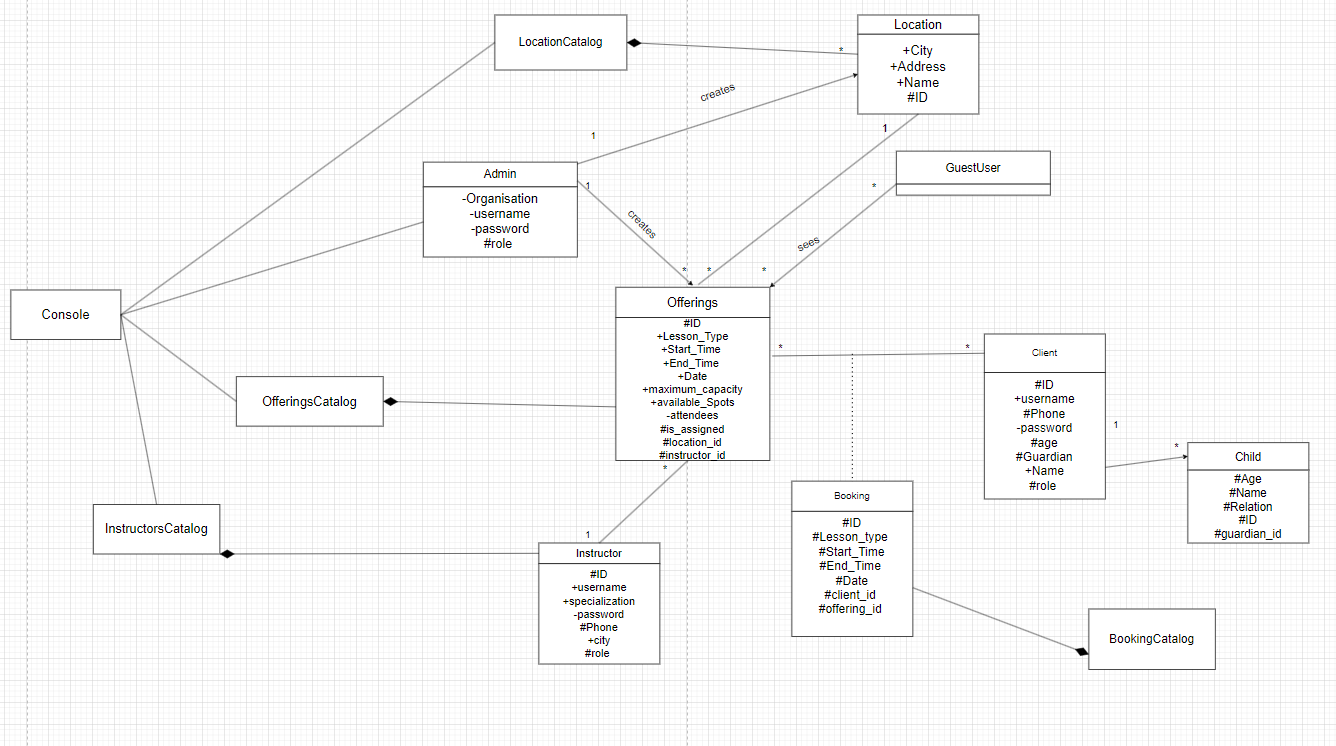 LocationCatalog
*
Location
+City
+Address
+Name
#ID
creates
1
1
Admin
-Organisation
-username
-password
#role
1
creates
*
*
*
sees
*
GuestUser
Console
Offerings
#ID
+Lesson_Type
+Start_Time
+End_Time
+Date
+maximum_capacity
+available_Spots
-attendees
#is_assigned
#location_id
#instructor_id
*
*
Client
#ID
+username
#Phone
-password
#age
#Guardian
+Name
#role
1
*
Child
#Age
#Name
#Relation
#ID
#guardian_id
OfferingsCatalog
InstructorsCatalog
*
1
Instructor
#ID
+username
+specialization
-password
#Phone
+city
#role
Booking
#ID
#Lesson_type
#Start_Time
#End_Time
#Date
#client_id
#offering_id
BookingCatalog